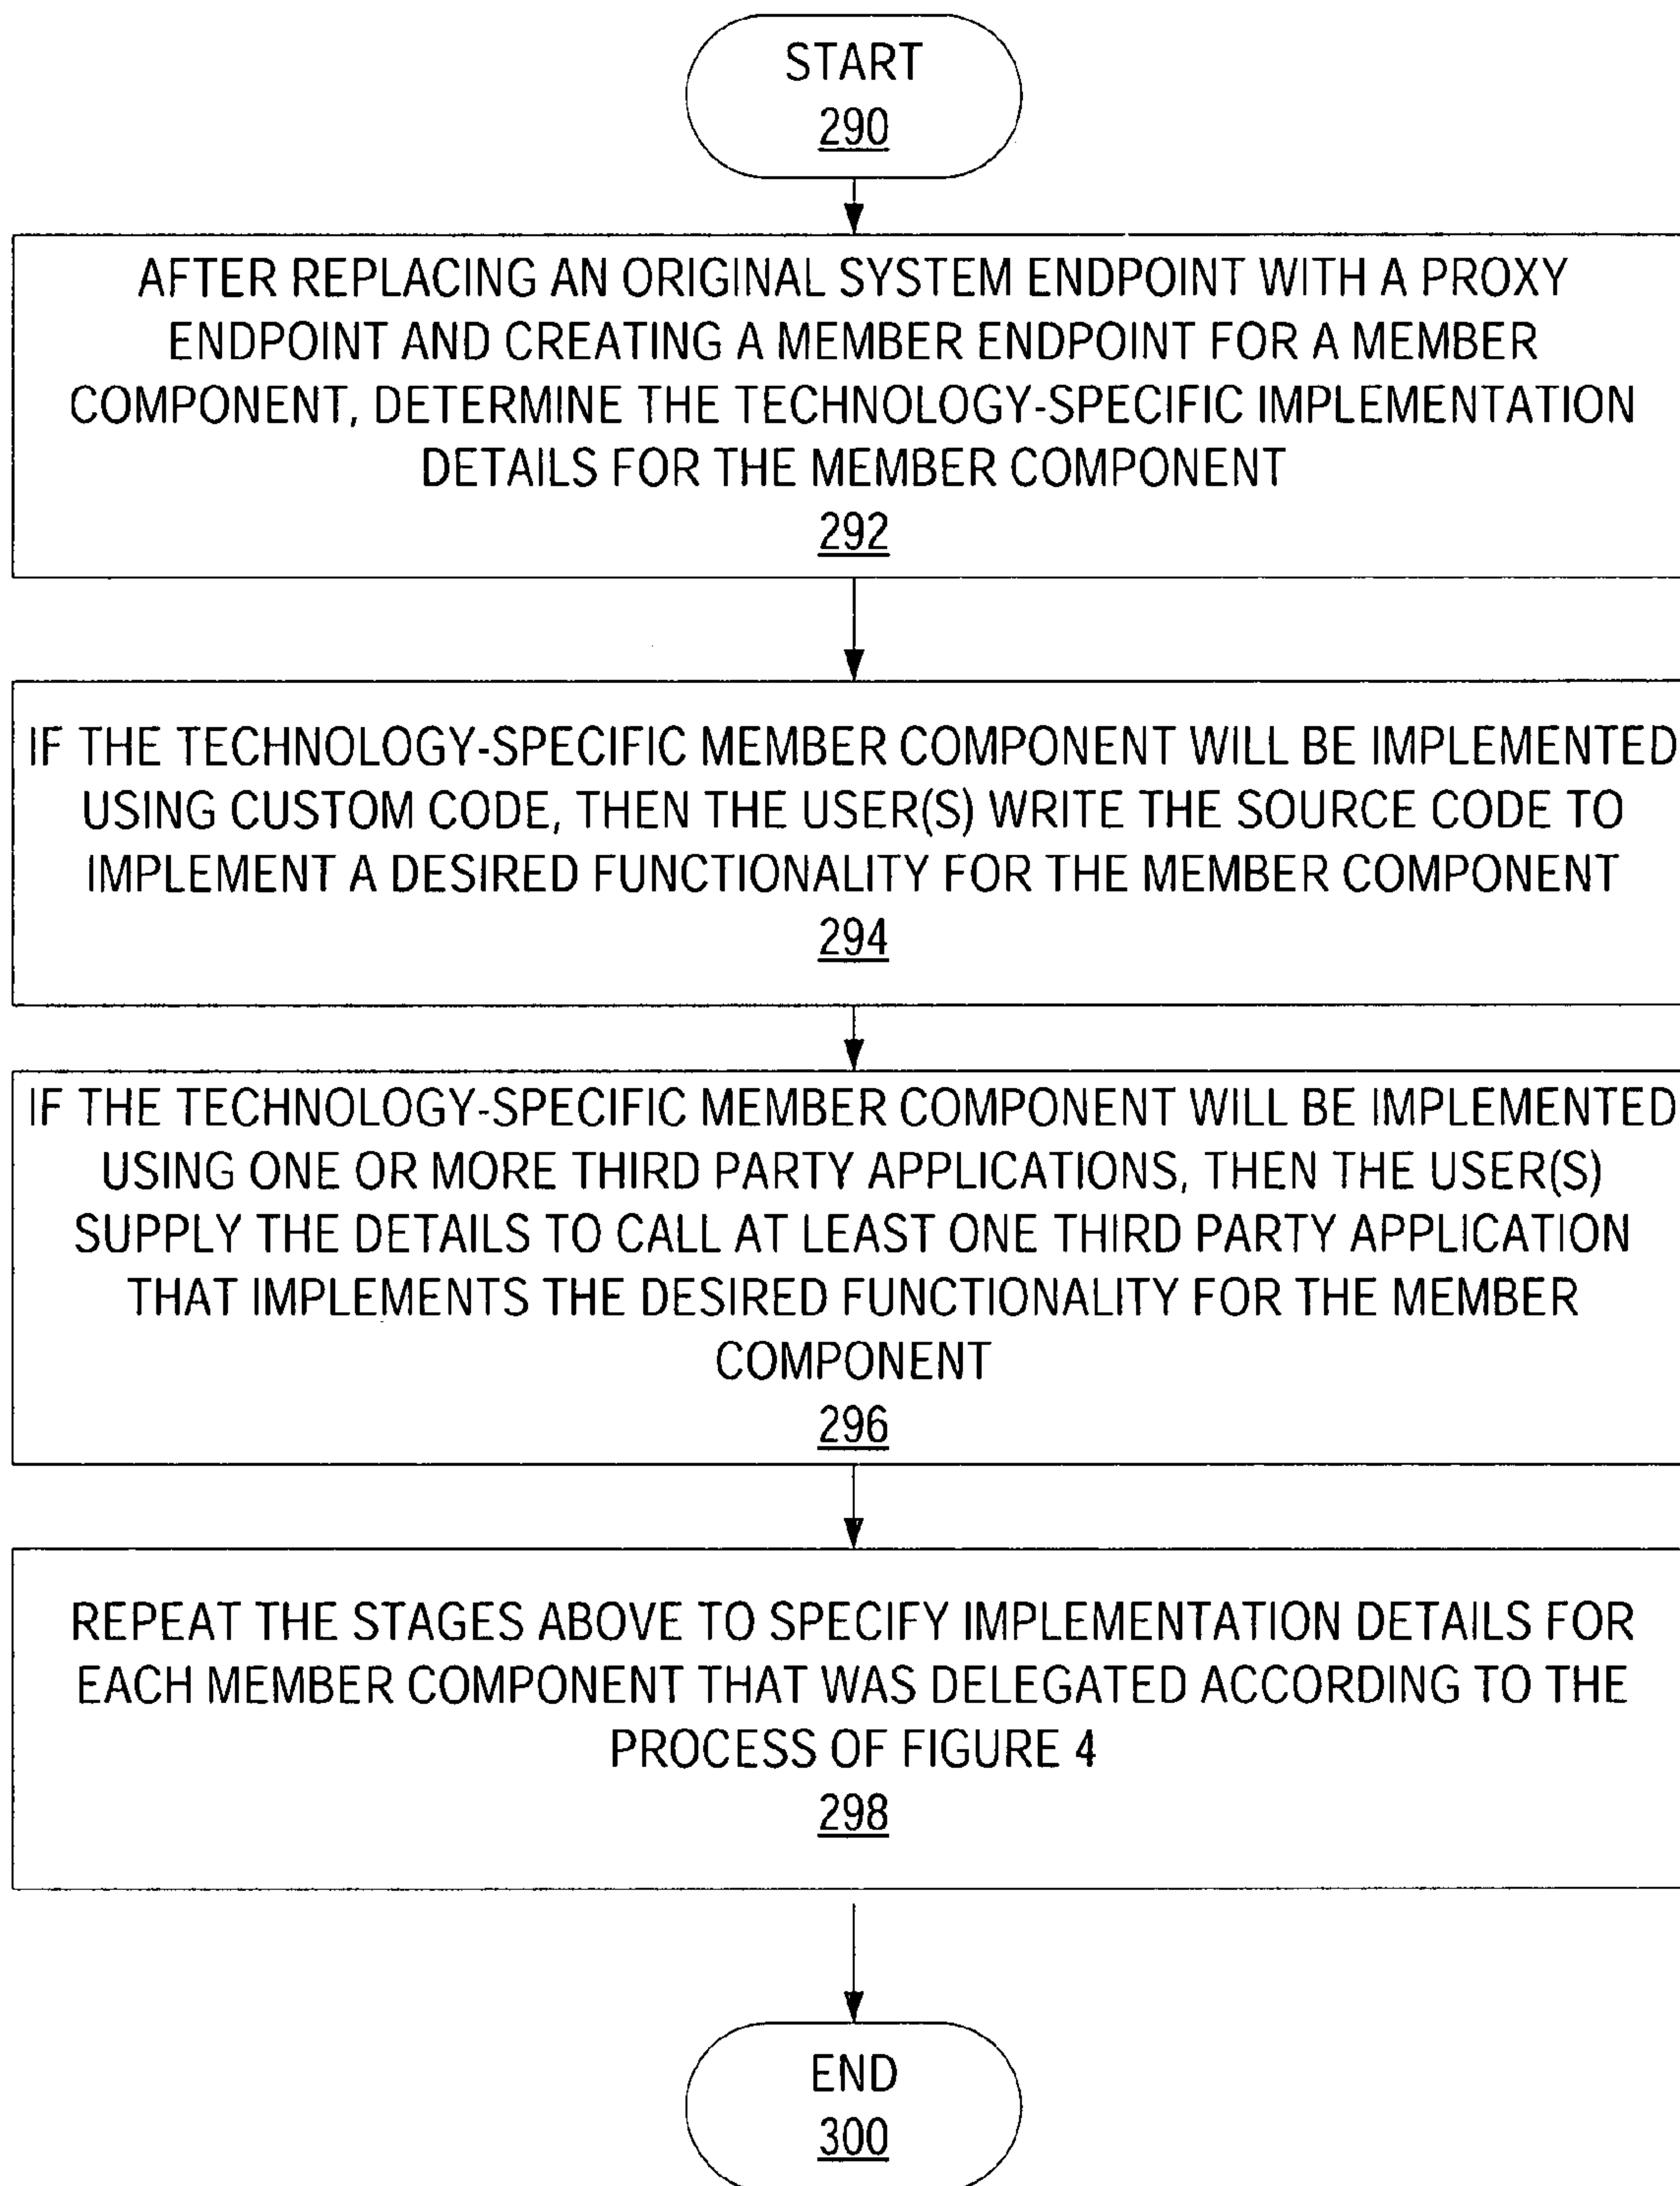 START
290
AFTER REPLACING AN ORIGINAL SYSTEM ENDPOINT WITH A PROXY
ENDPOINT AND CREATING A MEMBER ENDPOINT FOR A MEMBER
COMPONENT, DETERMINE THE TECHNOLOGY-SPECIFIC IMPLEMENTATION
DETAILS FOR THE MEMBER COMPONENT
292
IF THE TECHNOLOGY-SPECIFIC MEMBER COMPONENT WILL BE IMPLEMENTED
USING CUSTOM CODE, THEN THE USER(S) WRITE THE SOURCE CODE TO
IMPLEMENT A DESIRED FUNCTIONALITY FOR THE MEMBER COMPONENT
294
IF THE TECHNOLOGY-SPECIFIC MEMBER COMPONENT WILL BE IMPLEMENTED
USING ONE OR MORE THIRD PARTY APPLICATIONS, THEN THE USER(S)
SUPPLY THE DETAILS TO CALL AT LEAST ONE THIRD PARTY APPLICATION
THAT IMPLEMENTS THE DESIRED FUNCTIONALITY FOR THE MEMBER
COMPONENT
296
REPEAT THE STAGES ABOVE TO SPECIFY IMPLEMENTATION DETAILS FOR
EACH MEMBER COMPONENT THAT WAS DELEGATED ACCORDING TO THE
PROCESS OF FIGURE 4
298
END
300